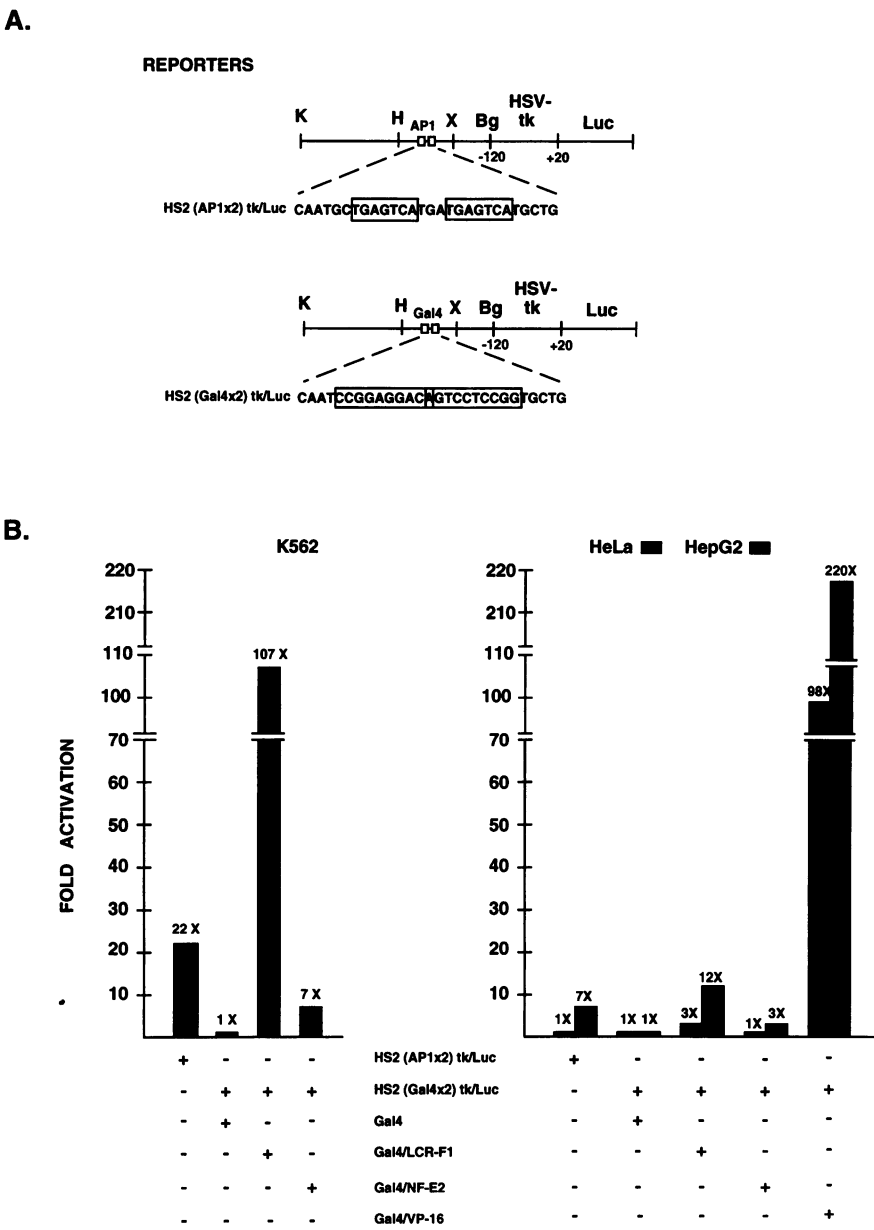 A.
REPORTERS
K H AP1 X Bg HSV-tk Luc
-120 +20
HS2 (AP1x2) tk/Luc CAATGCTGAGTCATGATGAGTCATGCTG
K H Gal4 X Bg HSV-tk Luc
-120 +20
HS2 (Gal4x2) tk/Luc CAATCCGGAGGACAGTCCTCCGGTGCTG
B.
K562
HeLa HepG2
FOLD ACTIVATION
220
210
110
100
70
60
50
40
30
20
10
22 X
1 X
107 X
7 X
220
210
110
100
70
60
50
40
30
20
10
1X 7X
1X 1X
3X 12X
1X 3X
98X 220X
+ - - - HS2 (AP1x2) tk/Luc + - - - -
- + + + HS2 (Gal4x2) tk/Luc - + + + +
- + - - Gal4 - + - - -
- - + - Gal4/LCR-F1 - - + - -
- - - + Gal4/NF-E2 - - - + -
- - - - Gal4/VP-16 - - - - +